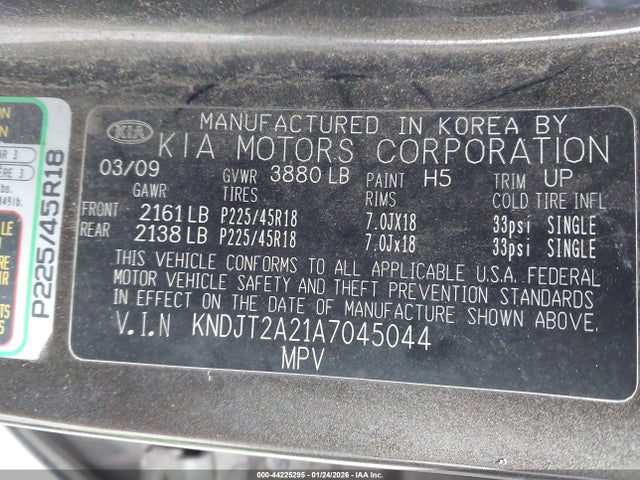 MANUFACTURED IN KOREA BY
KIA KIA MOTORS CORPORATION
03/09 GVWR 3880 LB PAINT H5 TRIM UP
GAWR TIRES RIMS COLD TIRE INFL
FRONT 2161 LB P225/45R18 7.0JX18 33psi SINGLE
REAR 2138 LB P225/45R18 7.0Jx18 33psi SINGLE
THIS VEHICLE CONFORMS TO ALL APPLICABLE U.S.A. FEDERAL
MOTOR VEHICLE SAFETY AND THEFT PREVENTION STANDARDS
IN EFFECT ON THE DATE OF MANUFACTURE SHOWN ABOVE.
V.I.N KNDJT2A21A7045044
MPV
P225/45R18
000-44225295 - 01/24/2026 - IAAI.COM